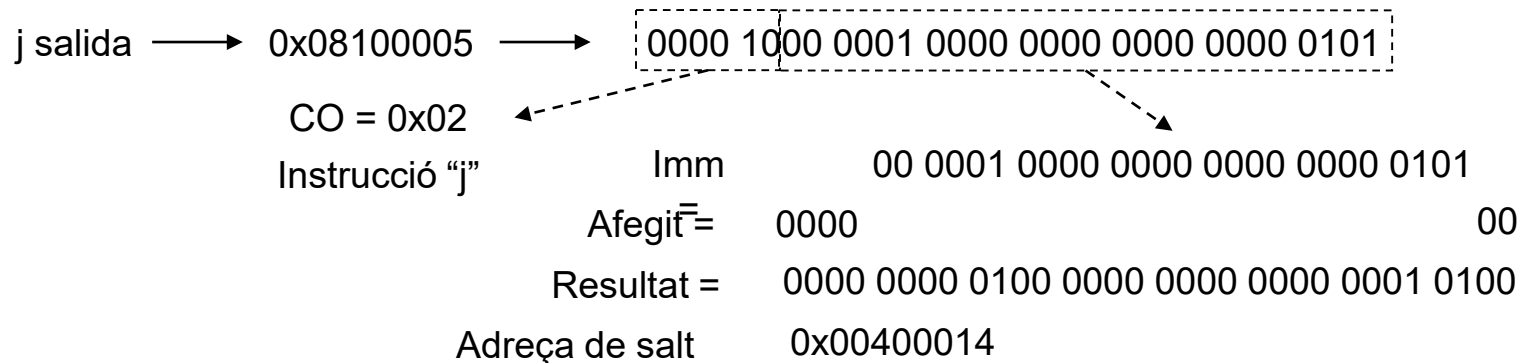 j salida 0x08100005 0000 1000 0001 0000 0000 0000 0000 0101
CO = 0x02
Instrucció “j”
Imm = 00 0001 0000 0000 0000 0000 0101
Afegit = 0000 00
Resultat = 0000 0000 0100 0000 0000 0000 0001 0100
Adreça de salt 0x00400014